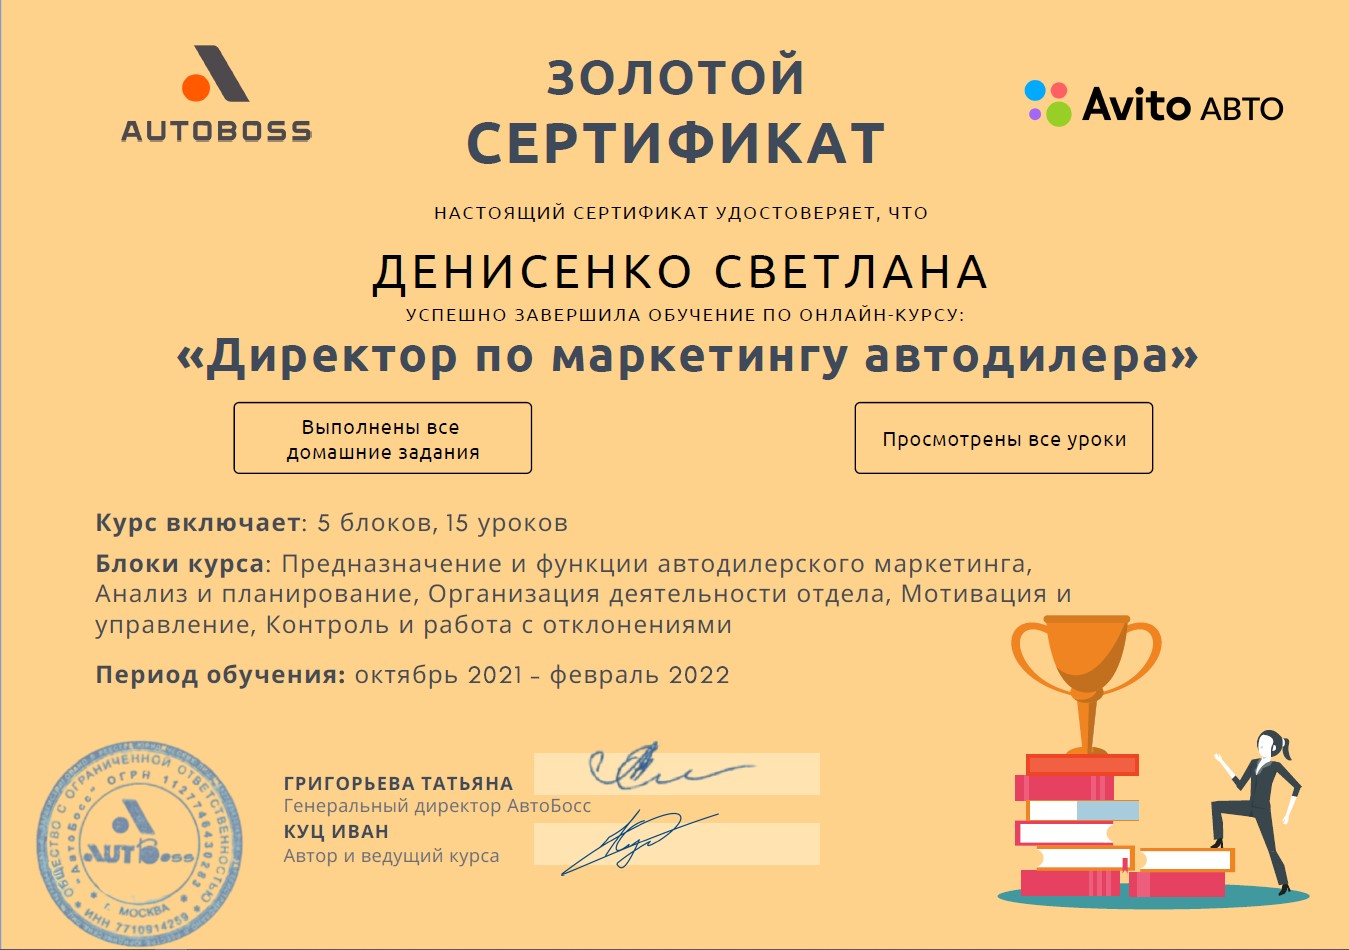 AUTOBOSS
ЗОЛОТОЙ
СЕРТИФИКАТ
Avito АВТО
НАСТОЯЩИЙ СЕРТИФИКАТ УДОСТОВЕРЯЕТ, ЧТО
ДЕНИСЕНКО СВЕТЛАНА
УСПЕШНО ЗАВЕРШИЛА ОБУЧЕНИЕ ПО ОНЛАЙН-КУРСУ:
«Директор по маркетингу автодилера»
Выполнены все
домашние задания
Просмотрены все уроки
Курс включает: 5 блоков, 15 уроков
Блоки курса: Предназначение и функции автодилерского маркетинга,
Анализ и планирование, Организация деятельности отдела, Мотивация и
управление, Контроль и работа с отклонениями
Период обучения: октябрь 2021 – февраль 2022
ОБЩЕСТВО С ОГРАНИЧЕННОЙ ОТВЕТСТВЕННОСТЬЮ
"АвтоБосс" ОГРН
AUTBoss
г. МОСКВА
ИНН 7710914259
ГРИГОРЬЕВА ТАТЬЯНА
Генеральный директор АвтоБосс
КУЦ ИВАН
Автор и ведущий курса